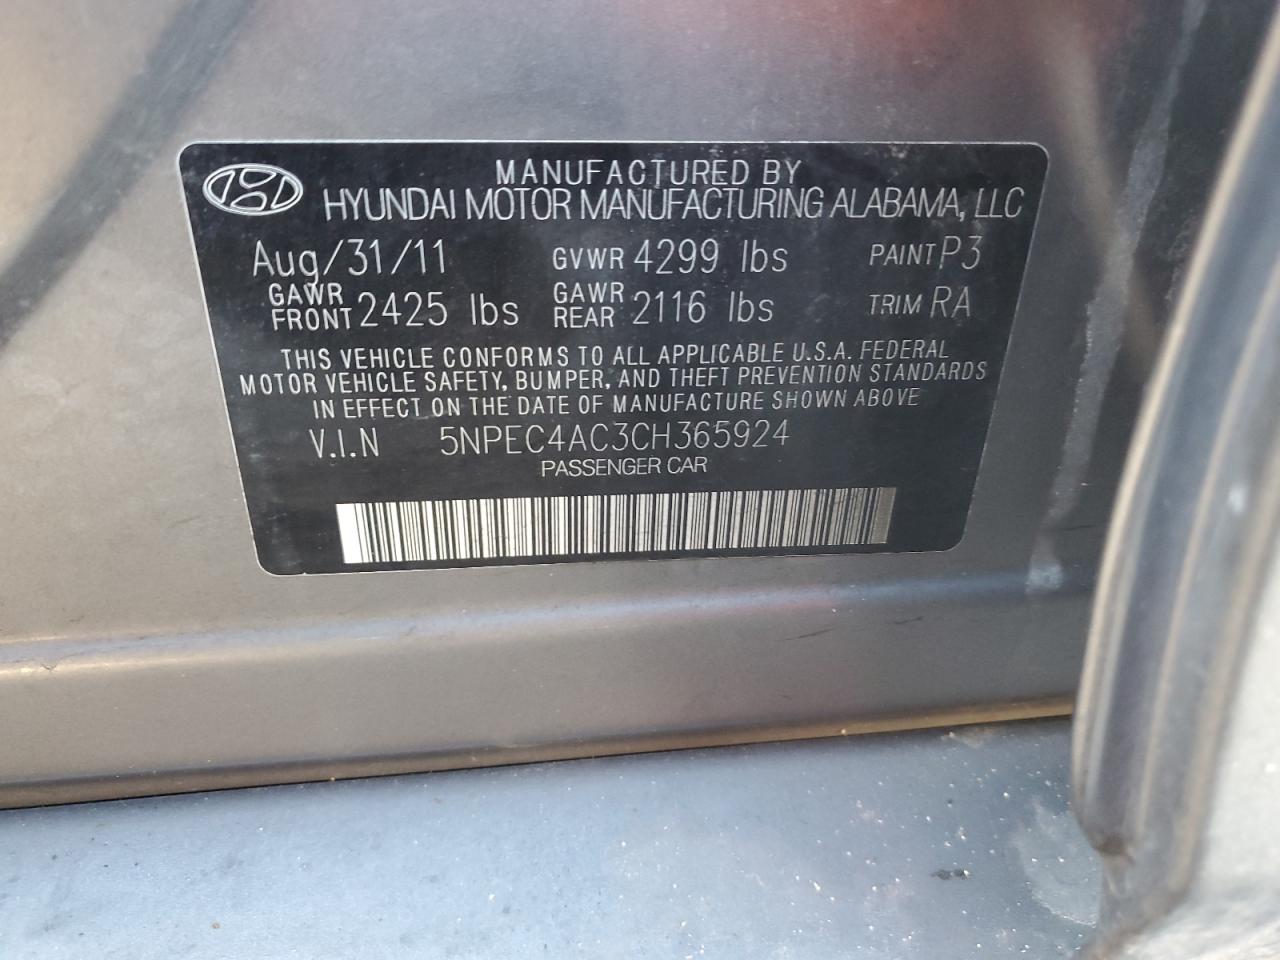 MANUFACTURED BY
HYUNDAI MOTOR MANUFACTURING ALABAMA, LLC
Aug/31/11 GVWR 4299 lbs PAINT P3
GAWR FRONT 2425 lbs GAWR REAR 2116 lbs TRIM RA
THIS VEHICLE CONFORMS TO ALL APPLICABLE U.S.A. FEDERAL
MOTOR VEHICLE SAFETY, BUMPER, AND THEFT PREVENTION STANDARDS
IN EFFECT ON THE DATE OF MANUFACTURE SHOWN ABOVE
V.I.N 5NPEC4AC3CH365924
PASSENGER CAR